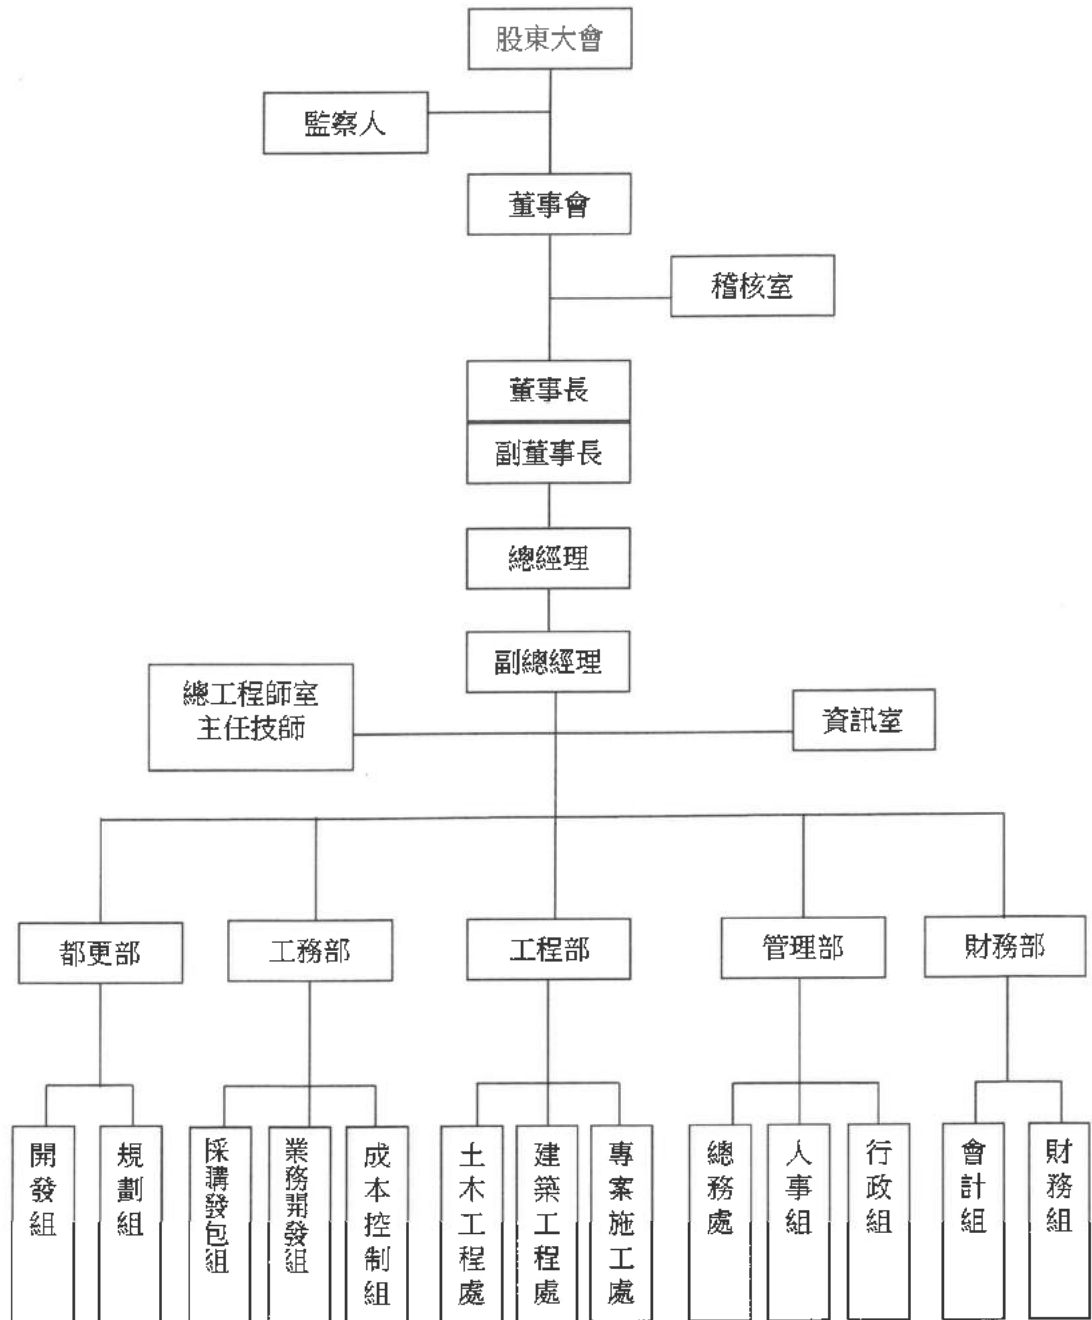 股東大會
監察人
董事會
稽核室
董事長
副董事長
總經理
副總經理
總工程師室
主任技師
資訊室
都更部
工務部
工程部
管理部
財務部
開發組
規劃組
採購發包組
業務開發組
成本控制組
土木工程處
建築工程處
專案施工處
總務處
人事組
行政組
會計組
財務組